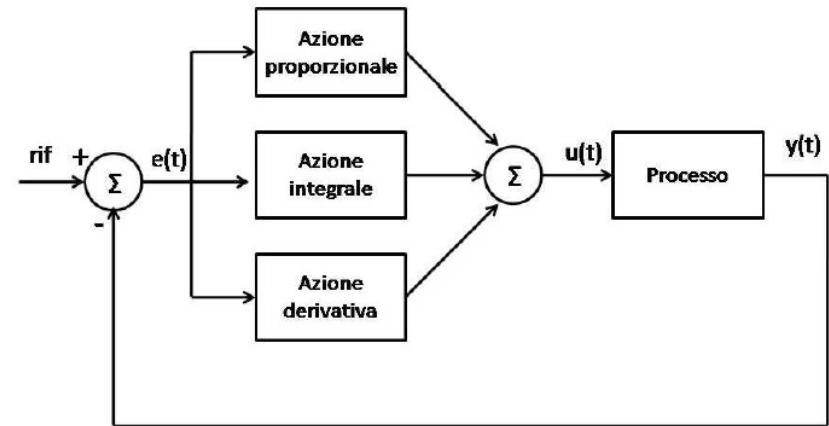 Azione
proporzionale
rif
+
Σ
-
e(t)
Azione
integrale
Azione
derivativa
Σ
u(t)
Processo
y(t)